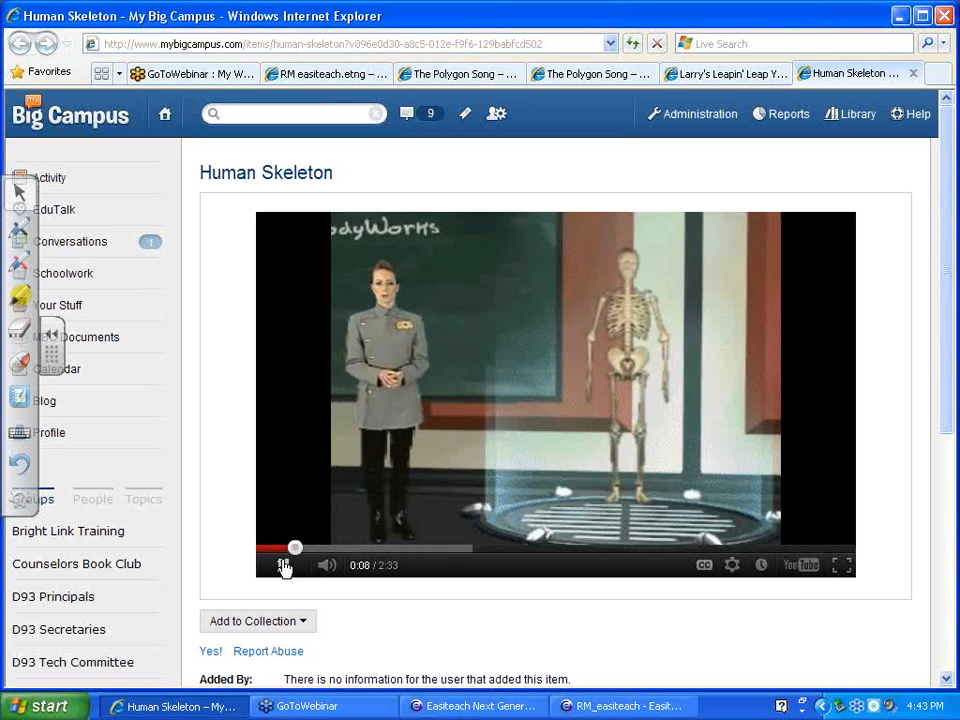 Human Skeleton - My Big Campus - Windows Internet Explorer
http://www.mybigcampus.com/items/human-skeleton?v896e0d30-a8c5-012e-f9f6-129babfcd502
Live Search
Favorites
GoToWebinar : My W...
RM easiteach.etng – ...
The Polygon Song – ...
The Polygon Song – ...
Larry's Leapin' Leap Y...
Human Skeleton ...
my
Big Campus
9
Administration
Reports
Library
Help
Activity
EduTalk
Conversations
1
Schoolwork
Your Stuff
Documents
Calendar
Blog
Profile
Groups
People
Topics
Bright Link Training
Counselors Book Club
D93 Principals
D93 Secretaries
D93 Tech Committee
Human Skeleton
odyWorks
0:08 / 2:33
CC
YouTube
Add to Collection
Yes!
Report Abuse
Added By:
There is no information for the user that added this item.
start
Human Skeleton – My...
GoToWebinar
Easiteach Next Gener...
RM_easiteach - Easit...
4:43 PM